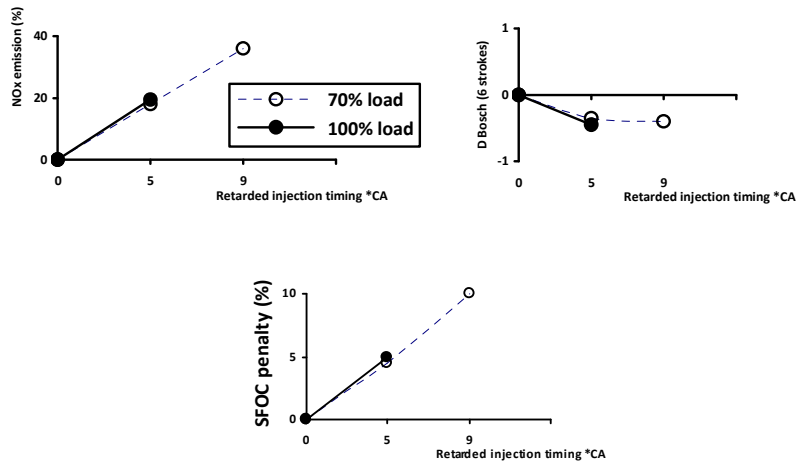 NOx emission (%)
40
20
0
0 5 9
Retarded injection timing *CA
70% load
100% load
D Bosch (6 strokes)
1
0
-1
0 5 9
Retarded injection timing *CA
SFOC penalty (%)
10
5
0
0 5 9
Retarded injection timing *CA